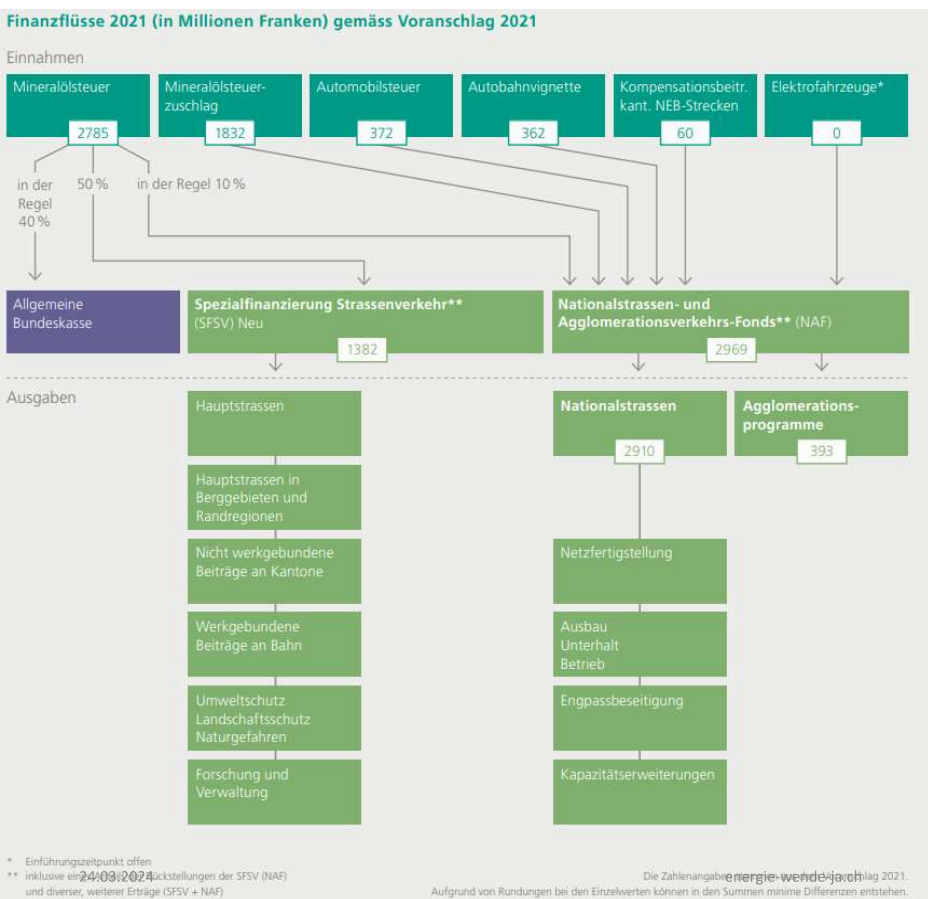 Finanzflüsse 2021 (in Millionen Franken) gemäss Voranschlag 2021
Einnahmen
Mineralölsteuer
2785
Mineralölsteuer-
zuschlag
1832
Automobilsteuer
372
Autobahnvignette
362
Kompensationsbeitr.
kant. NEB-Strecken
60
Elektrofahrzeuge*
0
in der
Regel
40 %
50 %
in der Regel 10 %
Allgemeine
Bundeskasse
Spezialfinanzierung Strassenverkehr**
(SFSV) Neu
1382
Nationalstrassen- und
Agglomerationsverkehrs-Fonds** (NAF)
2969
Ausgaben
Hauptstrassen
Hauptstrassen in
Berggebieten und
Randregionen
Nicht werkgebundene
Beiträge an Kantone
Werkgebundene
Beiträge an Bahn
Umweltschutz
Landschaftsschutz
Naturgefahren
Forschung und
Verwaltung
Nationalstrassen
2910
Netzfertigstellung
Ausbau
Unterhalt
Betrieb
Engpassbeseitigung
Kapazitätserweiterungen
Agglomerations-
programme
393
* Einführungszeitpunkt offen
** inklusive der SFSV (NAF)
und diverser, weiterer Erträge (SFSV + NAF)
24.03.2024
Die Zahlenangaben 2021.
energie-wende-ja.ch
Aufgrund von Rundungen bei den Einzelwerten können in den Summen minime Differenzen entstehen.